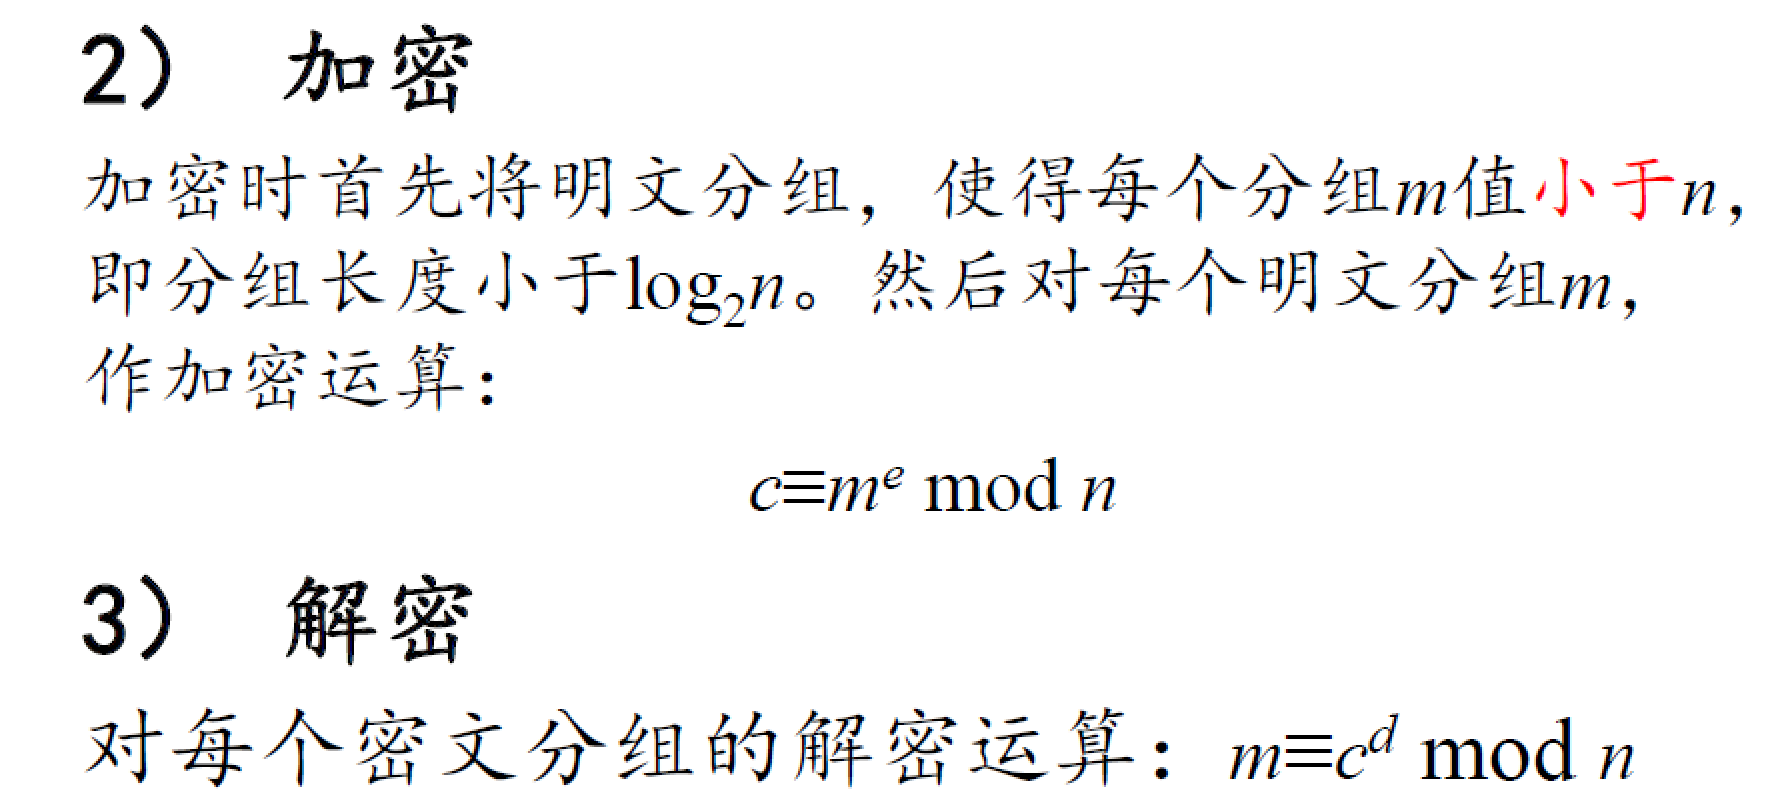 2) 加密
加密时首先将明文分组，使得每个分组m值小于n，
即分组长度小于log₂n。然后对每个明文分组m，
作加密运算：
c≡mᵉ mod n
3) 解密
对每个密文分组的解密运算：m≡cᵈ mod n